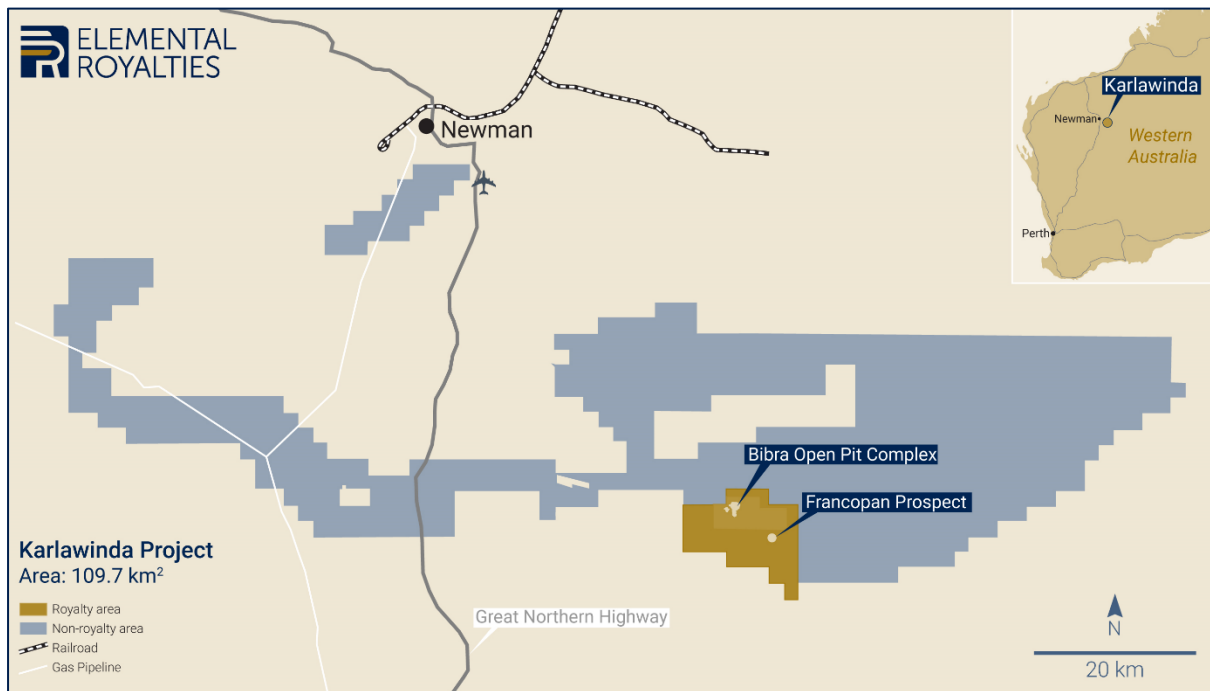 ELEMENTAL
ROYALTIES
Newman
Karlawinda
Newman
Western
Australia
Perth
Bibra Open Pit Complex
Francopan Prospect
Karlawinda Project
Area: 109.7 km²
Royalty area
Non-royalty area
Railroad
Gas Pipeline
Great Northern Highway
N
20 km